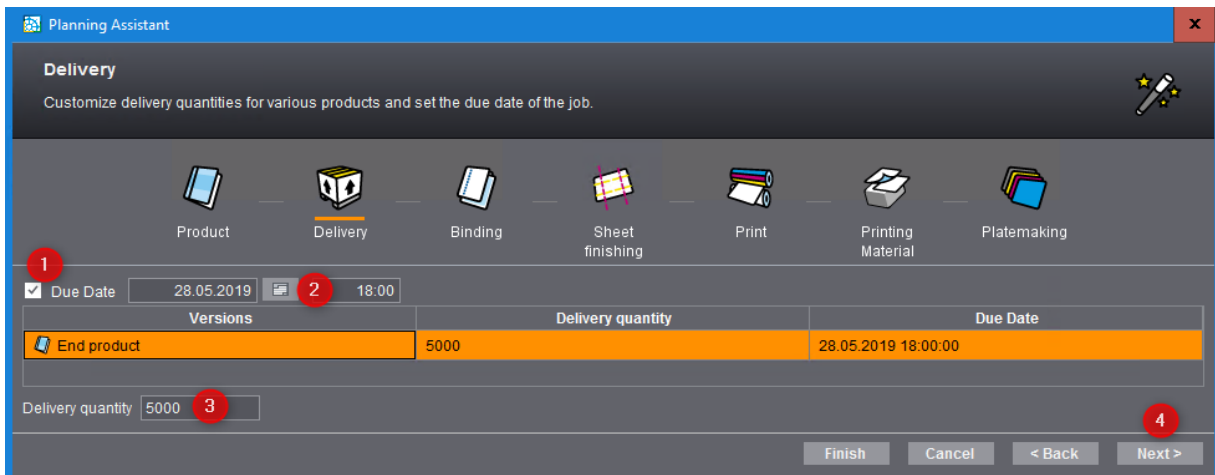 Planning Assistant
x
Delivery
Customize delivery quantities for various products and set the due date of the job.
Product Delivery Binding Sheet finishing Print Printing Material Platemaking
1
Due Date 28.05.2019 2 18:00
Versions Delivery quantity Due Date
End product 5000 28.05.2019 18:00:00
Delivery quantity 5000 3
4
Finish Cancel < Back Next >